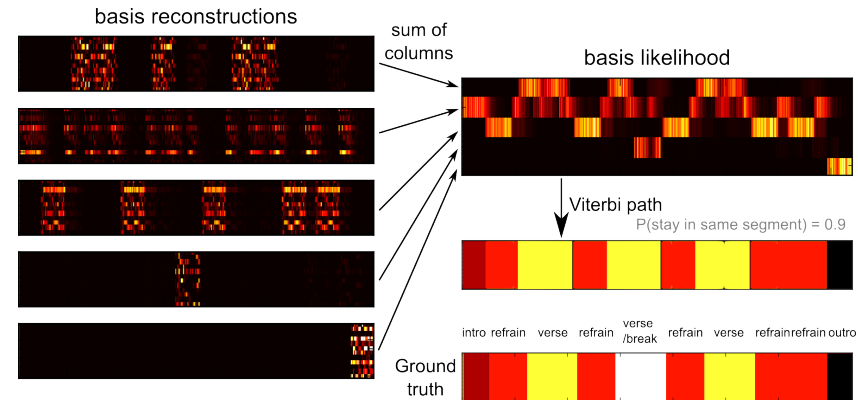 basis reconstructions
sum of
columns
basis likelihood
Viterbi path
P(stay in same segment) = 0.9
intro refrain verse refrain verse /break refrain verse refrain refrain outro
Ground
truth